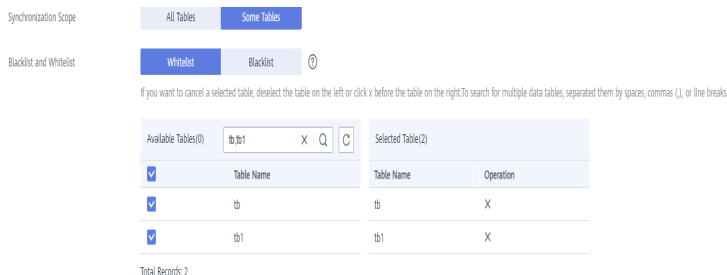 Synchronization Scope
All Tables
Some Tables
Blacklist and Whitelist
Whitelist
Blacklist
If you want to cancel a selected table, deselect the table on the left or click x before the table on the right.To search for multiple data tables, separated them by spaces, commas (,), or line breaks
Available Tables(0)
tb,tb1
Selected Table(2)
Table Name
Table Name
Operation
tb
tb
tb1
tb1
Total Records: 2